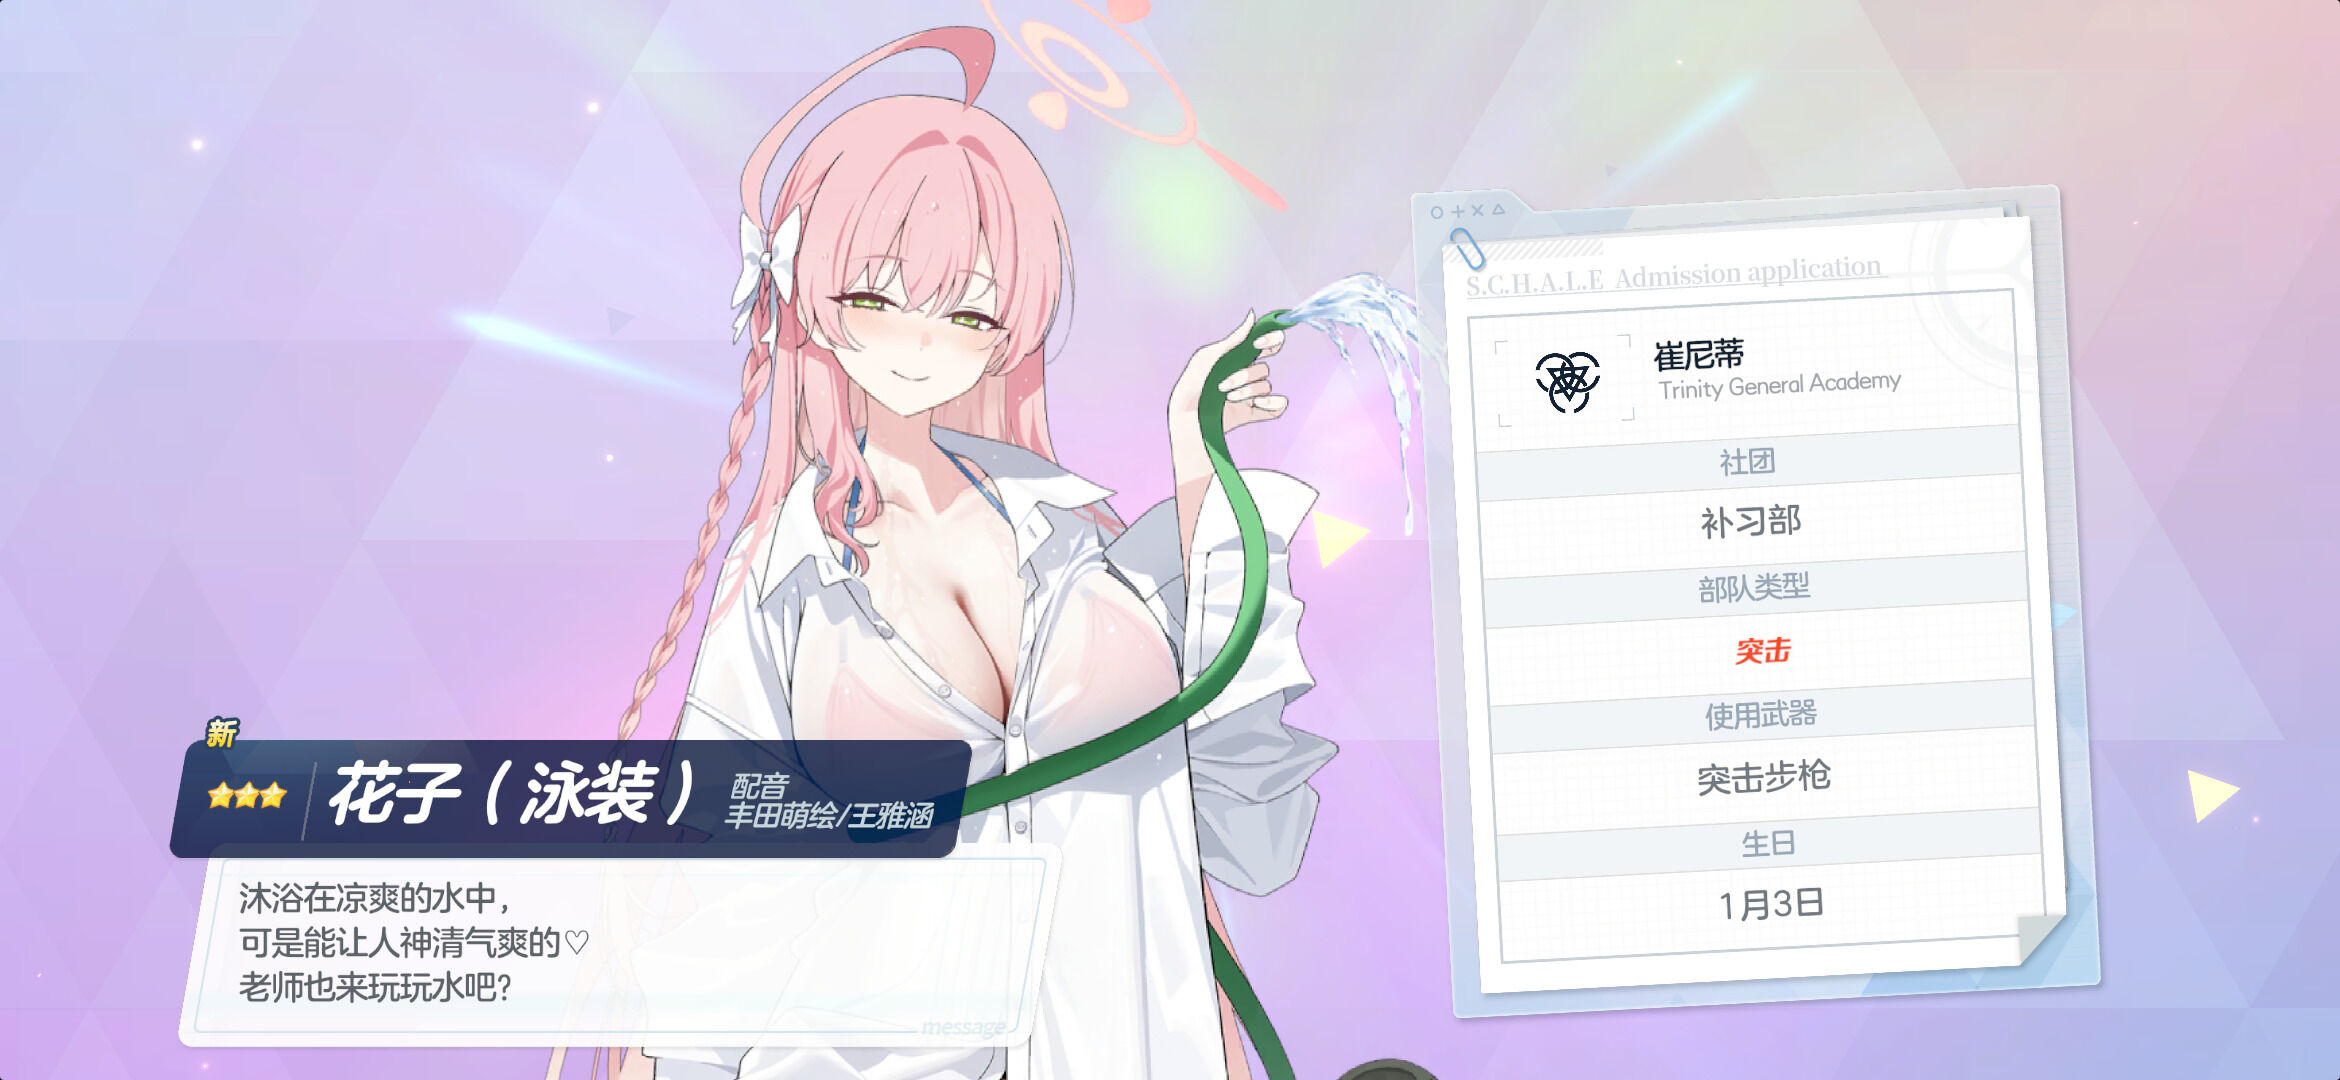 新
花子（泳装）
配音
丰田萌绘/王雅涵
沐浴在凉爽的水中，
可是能让人神清气爽的♡
老师也来玩玩水吧？
message
S.C.H.A.L.E Admission application
崔尼蒂
Trinity General Academy
社团
补习部
部队类型
突击
使用武器
突击步枪
生日
1月3日